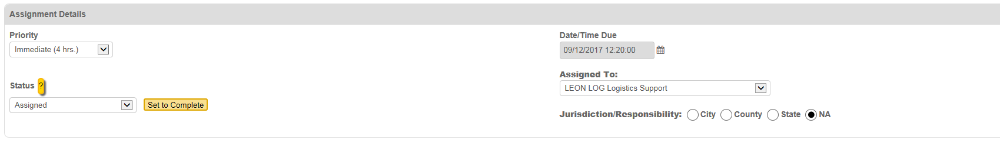 Assignment Details
Priority
Immediate (4 hrs.)
Status ?
Assigned
Set to Complete
Date/Time Due
09/12/2017 12:20:00
Assigned To:
LEON LOG Logistics Support
Jurisdiction/Responsibility: City County State NA